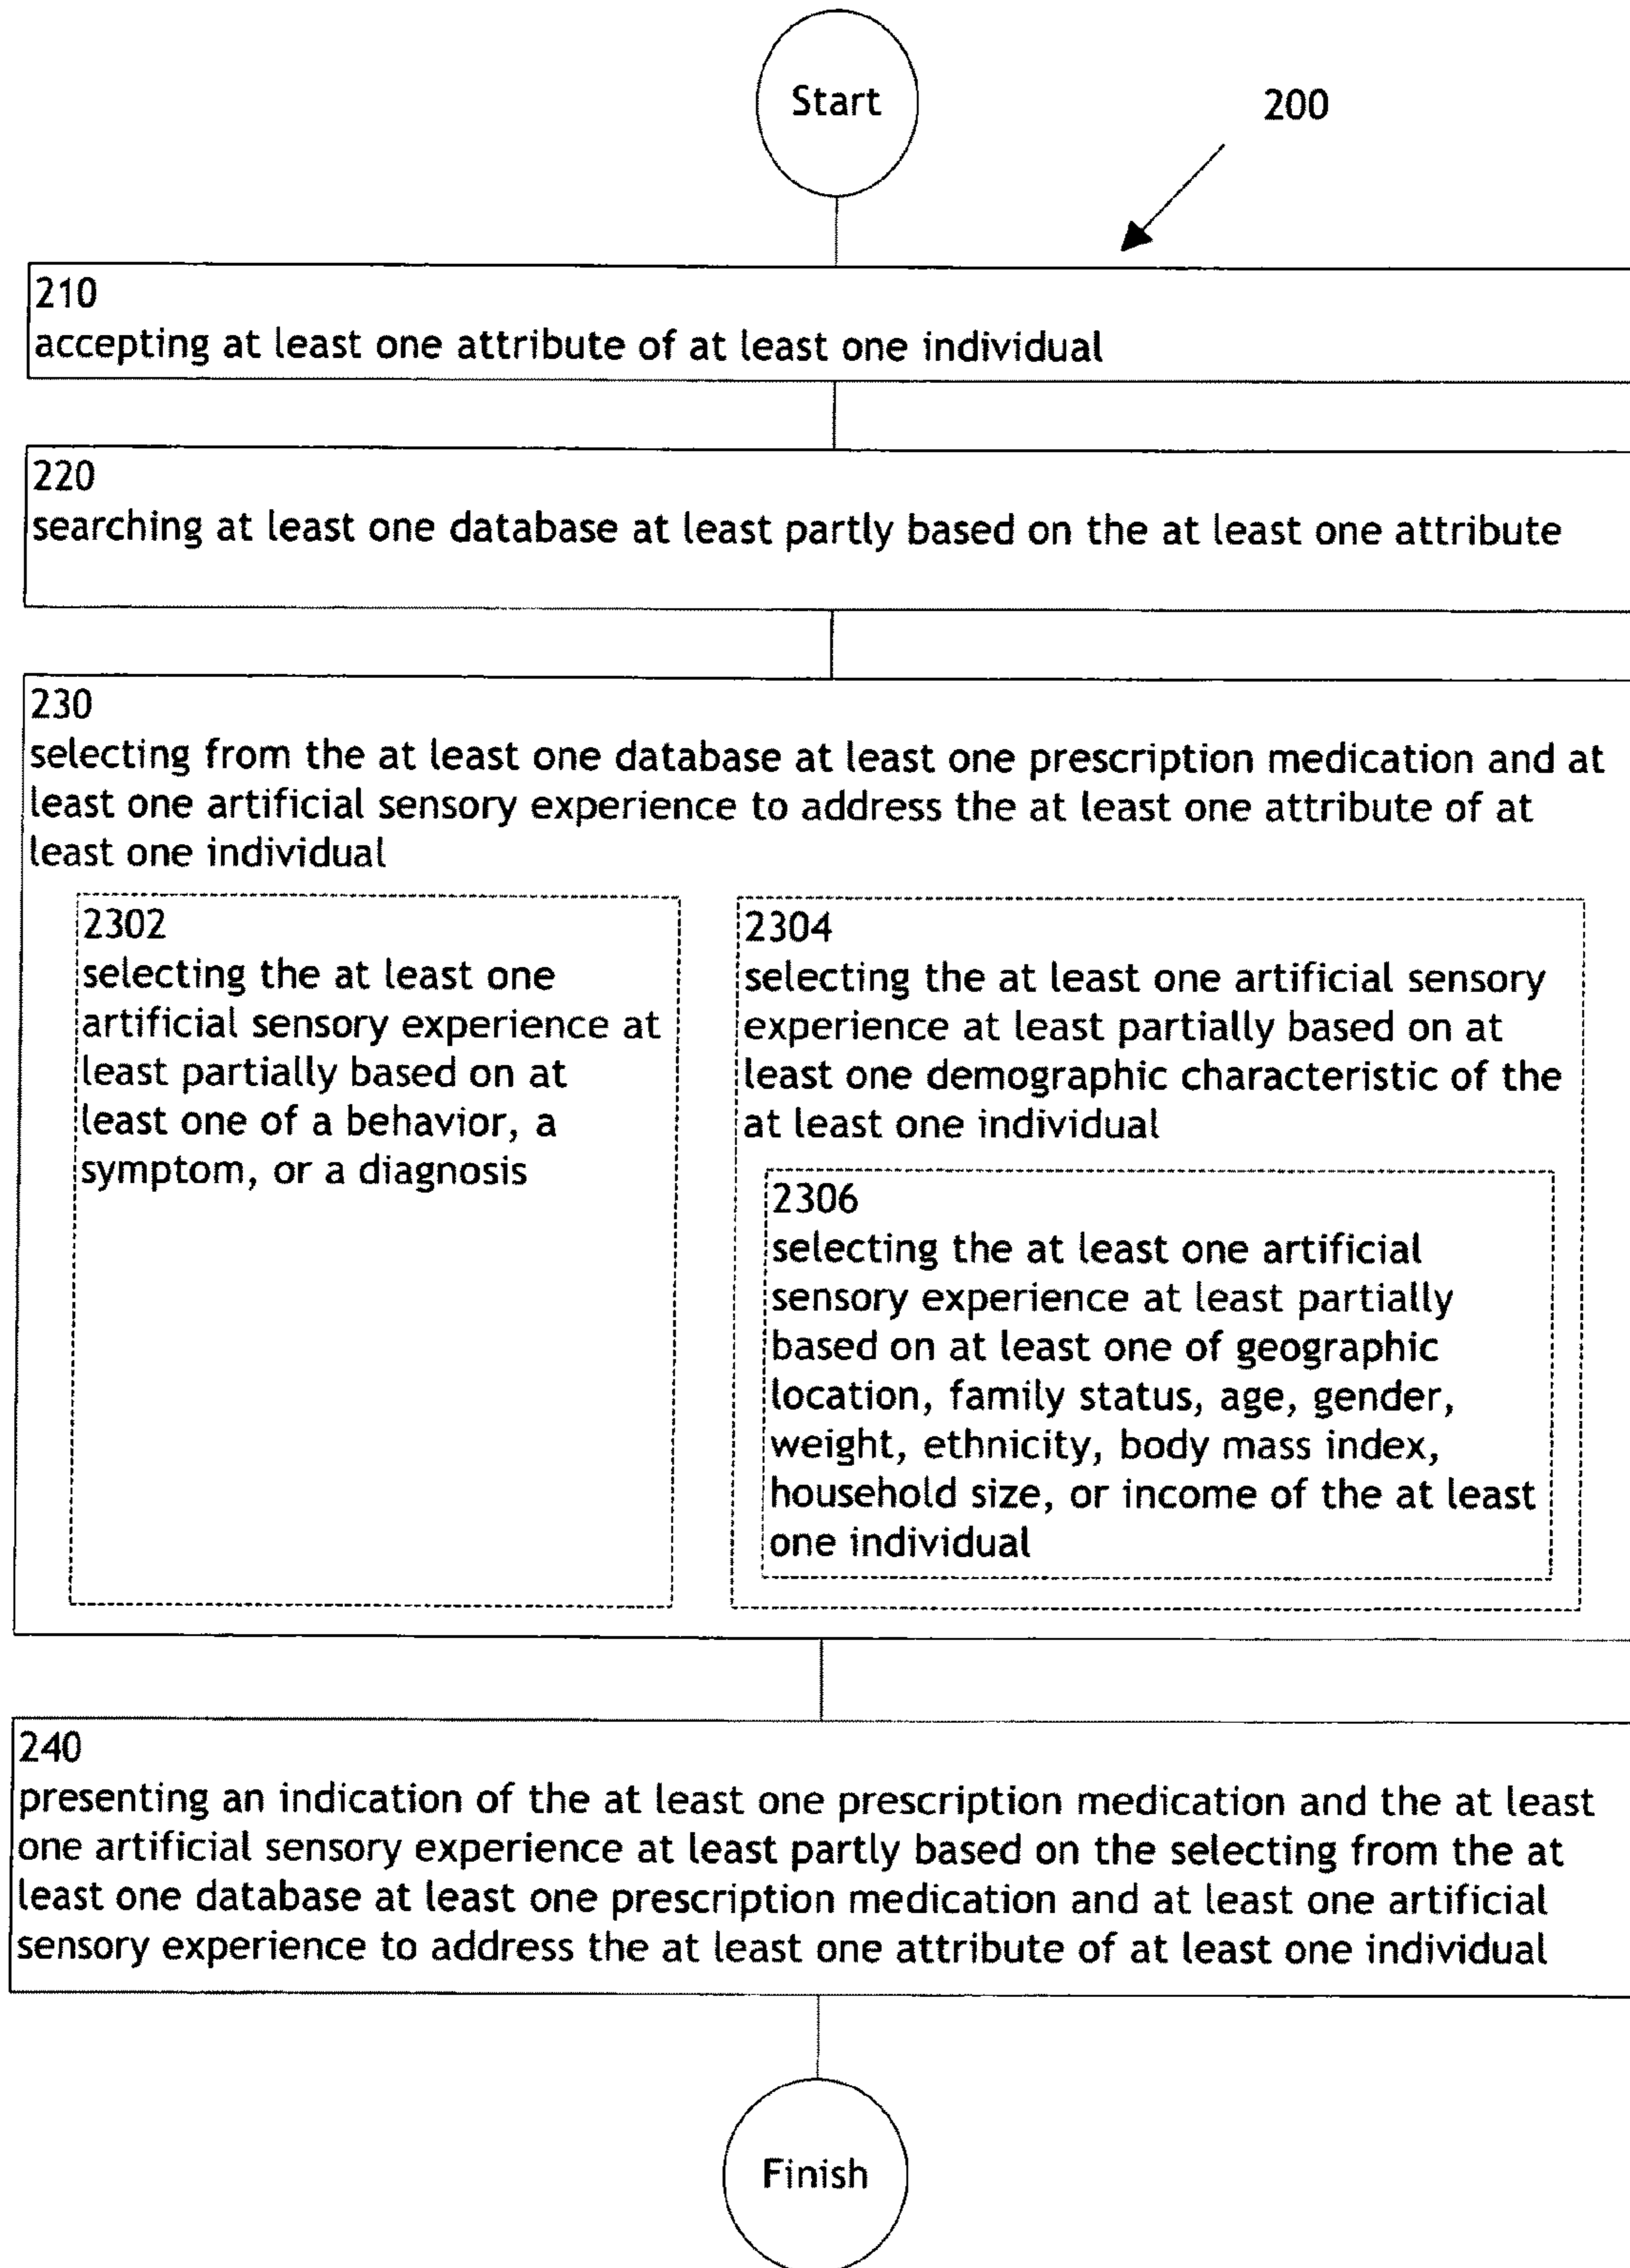 Start
200
210
accepting at least one attribute of at least one individual
220
searching at least one database at least partly based on the at least one attribute
230
selecting from the at least one database at least one prescription medication and at
least one artificial sensory experience to address the at least one attribute of at
least one individual
2302
selecting the at least one
artificial sensory experience at
least partially based on at
least one of a behavior, a
symptom, or a diagnosis
2304
selecting the at least one artificial sensory
experience at least partially based on at
least one demographic characteristic of the
at least one individual
2306
selecting the at least one artificial
sensory experience at least partially
based on at least one of geographic
location, family status, age, gender,
weight, ethnicity, body mass index,
household size, or income of the at least
one individual
240
presenting an indication of the at least one prescription medication and the at least
one artificial sensory experience at least partly based on the selecting from the at
least one database at least one prescription medication and at least one artificial
sensory experience to address the at least one attribute of at least one individual
Finish